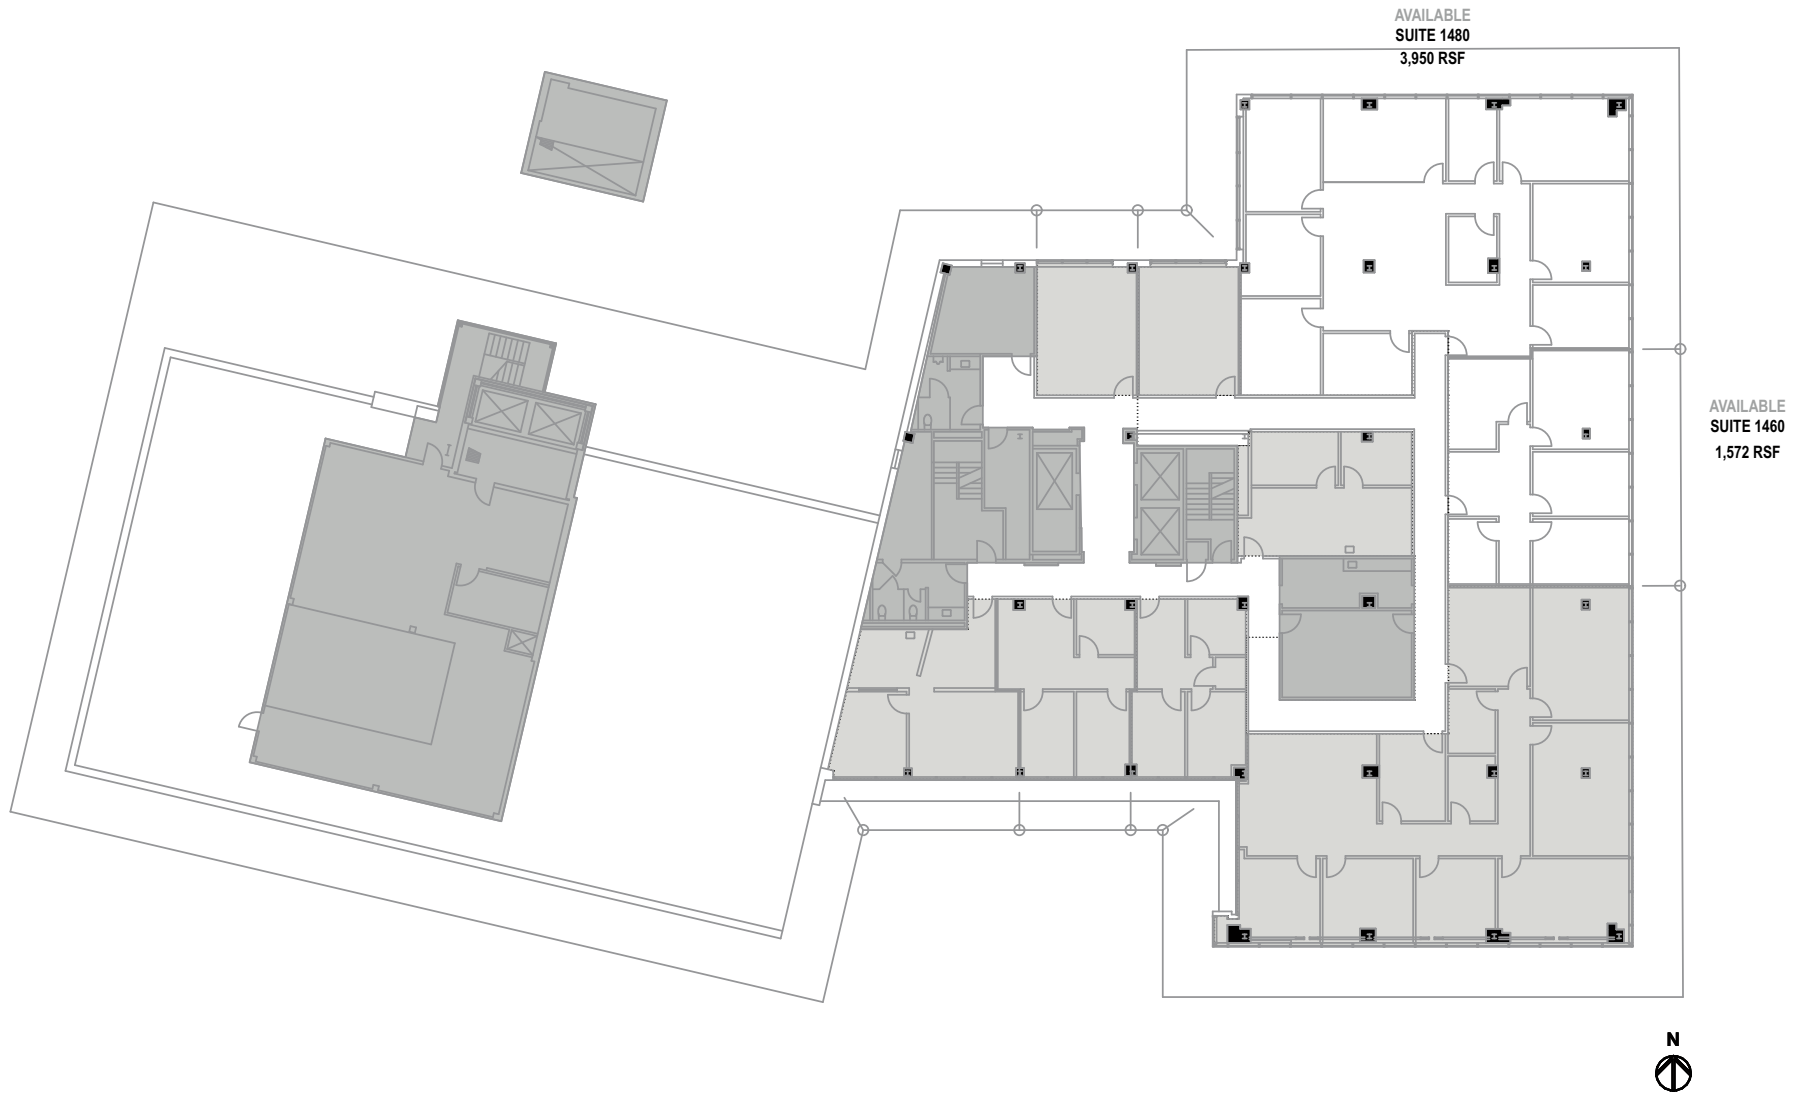 AVAILABLE
SUITE 1480
3,950 RSF
AVAILABLE
SUITE 1460
1,572 RSF
N